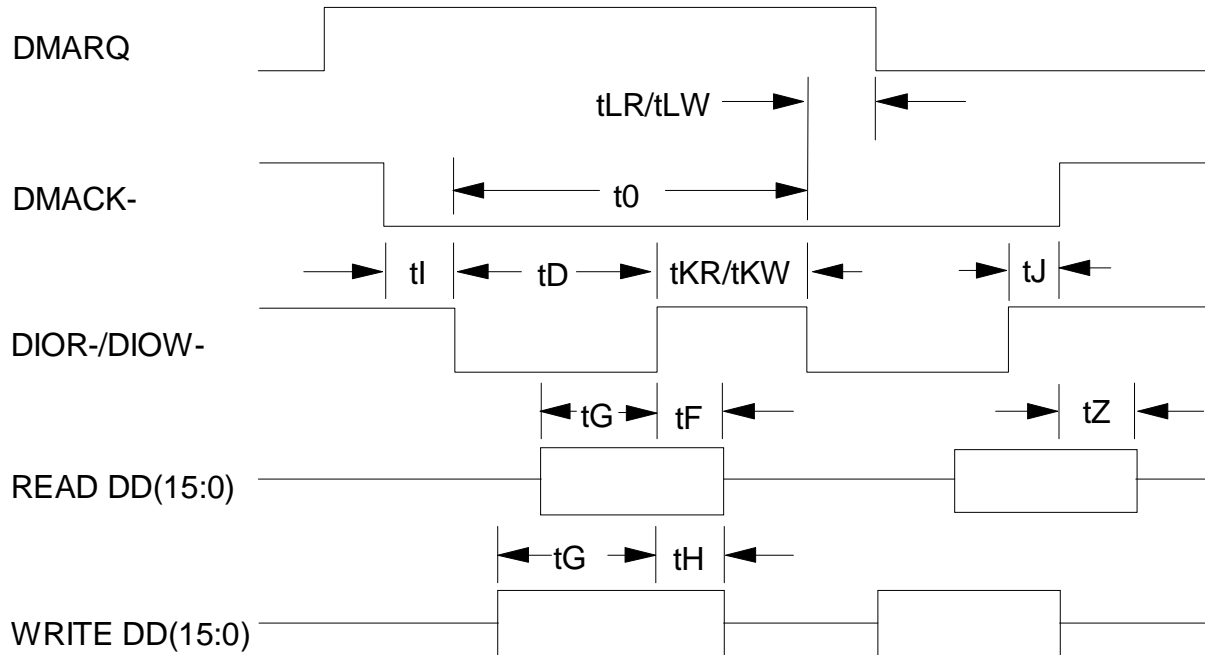 DMARQ
tLR/tLW
DMACK-
t0
tI
tD
tKR/tKW
tJ
DIOR-/DIOW-
tG
tF
tZ
READ DD(15:0)
tG
tH
WRITE DD(15:0)